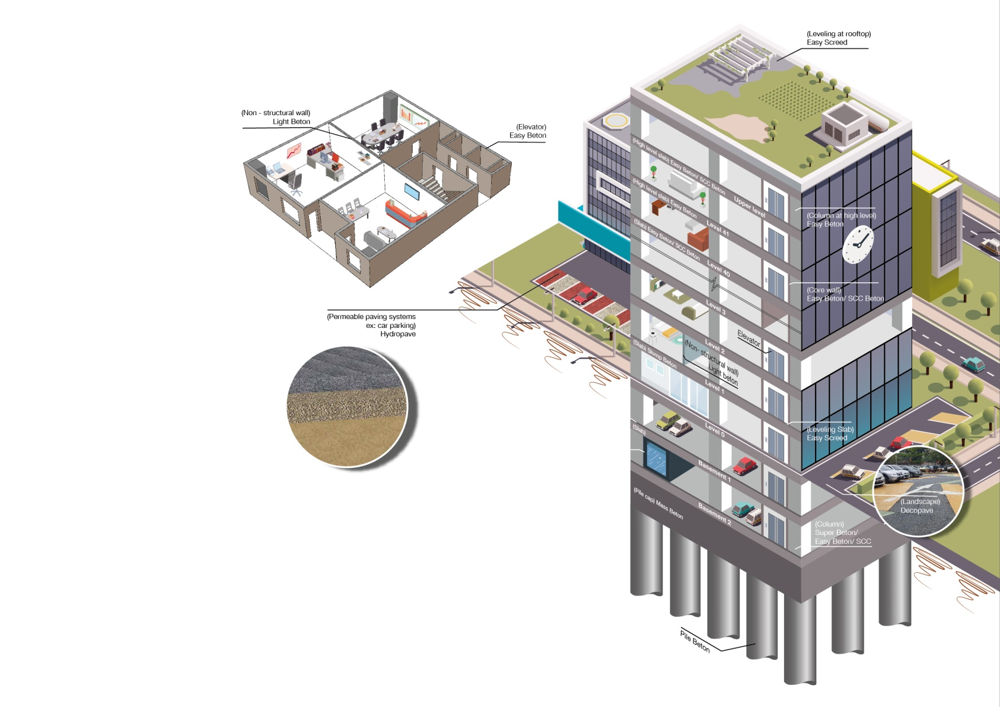 (Leveling at rooftop)
Easy Screed
(Non - structural wall)
Light Beton
(Elevator)
Easy Beton
(High level slab) Easy Beton/ SCC Beton
Upper level
(High level slab) Easy Beton
Level 41
(Column at high level)
Easy Beton
(Slab) Easy Beton/ SCC Beton
Level 40
(Core wall)
Easy Beton/ SCC Beton
Level 3
(Permeable paving systems
ex: car parking)
Hydropave
Elevator
Level 2
(Non- structural wall)
Light beton
(Slab) Slump Beton
Level 1
(Slab)
Level 0
(Leveling Slab)
Easy Screed
Basement 1
(Pile cap) Mass Beton
Basement 2
(Landscape)
Decopave
(Column)
Super Beton/
Easy Beton/ SCC
Pile Beton